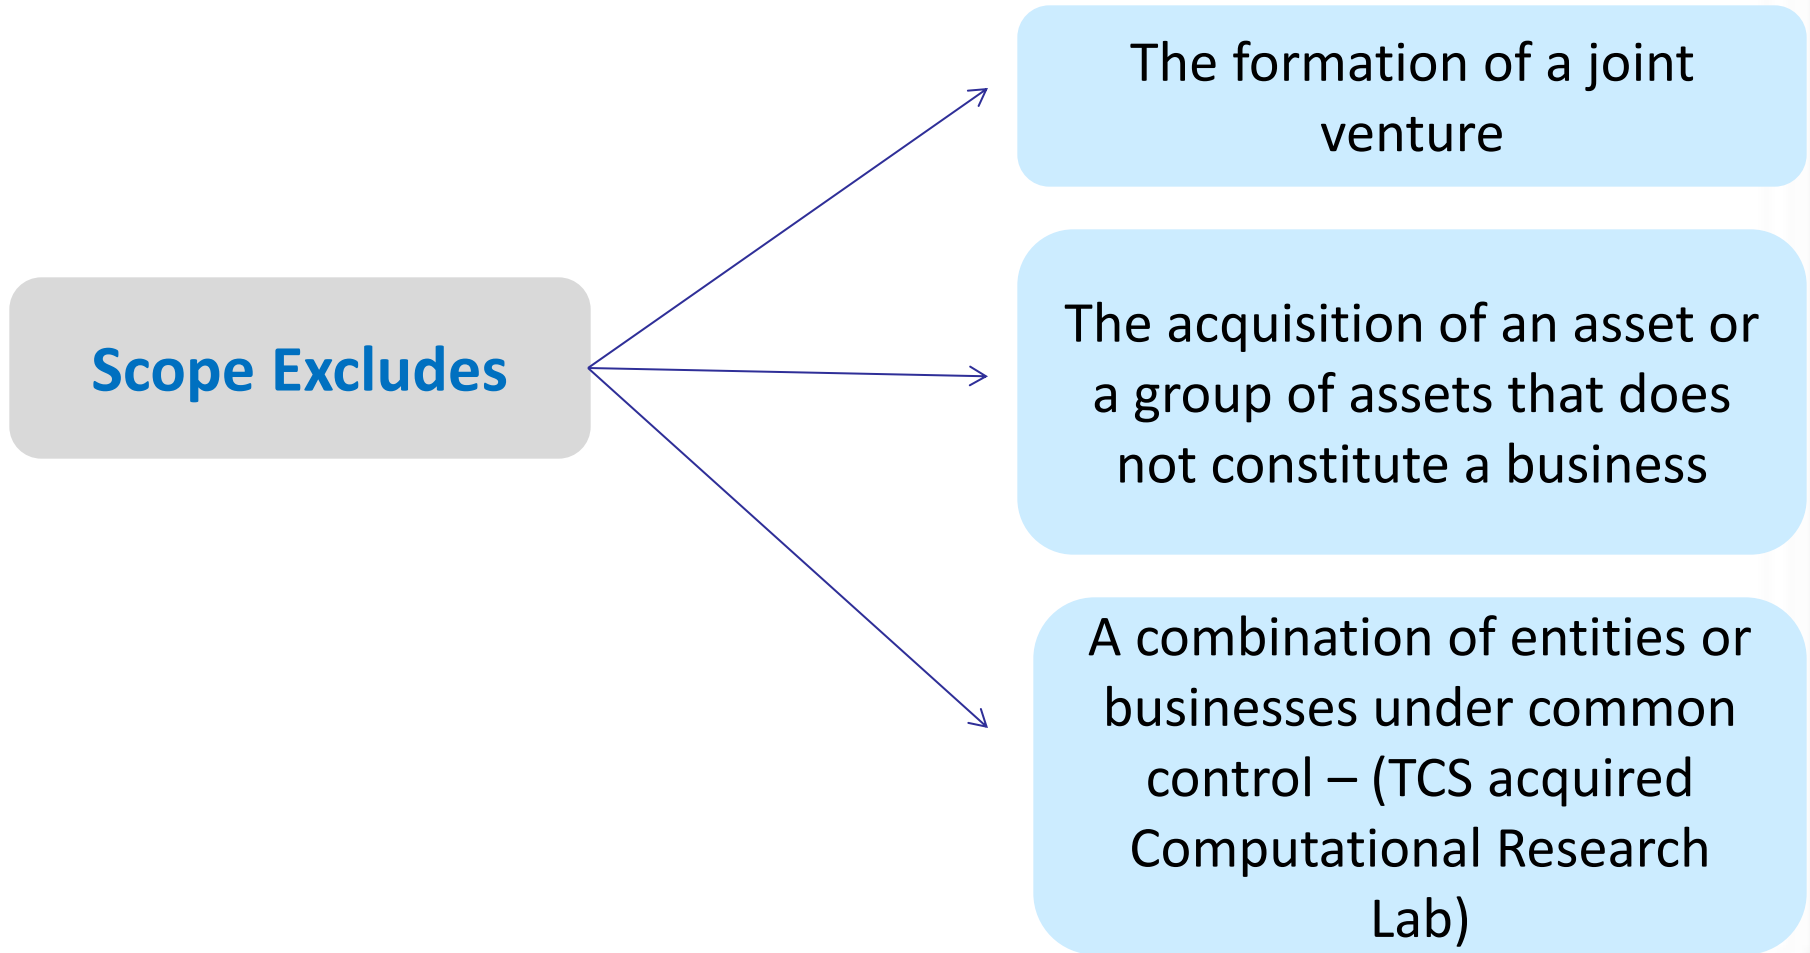 Scope Excludes
The formation of a joint
venture
The acquisition of an asset or
a group of assets that does
not constitute a business
A combination of entities or
businesses under common
control – (TCS acquired
Computational Research
Lab)